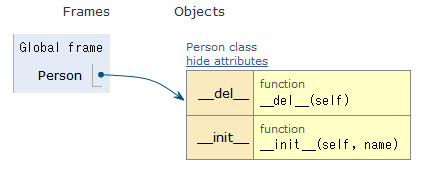 Frames
Objects
Global frame
Person
Person class
hide attributes
__del__
function
__del__(self)
__init__
function
__init__(self, name)